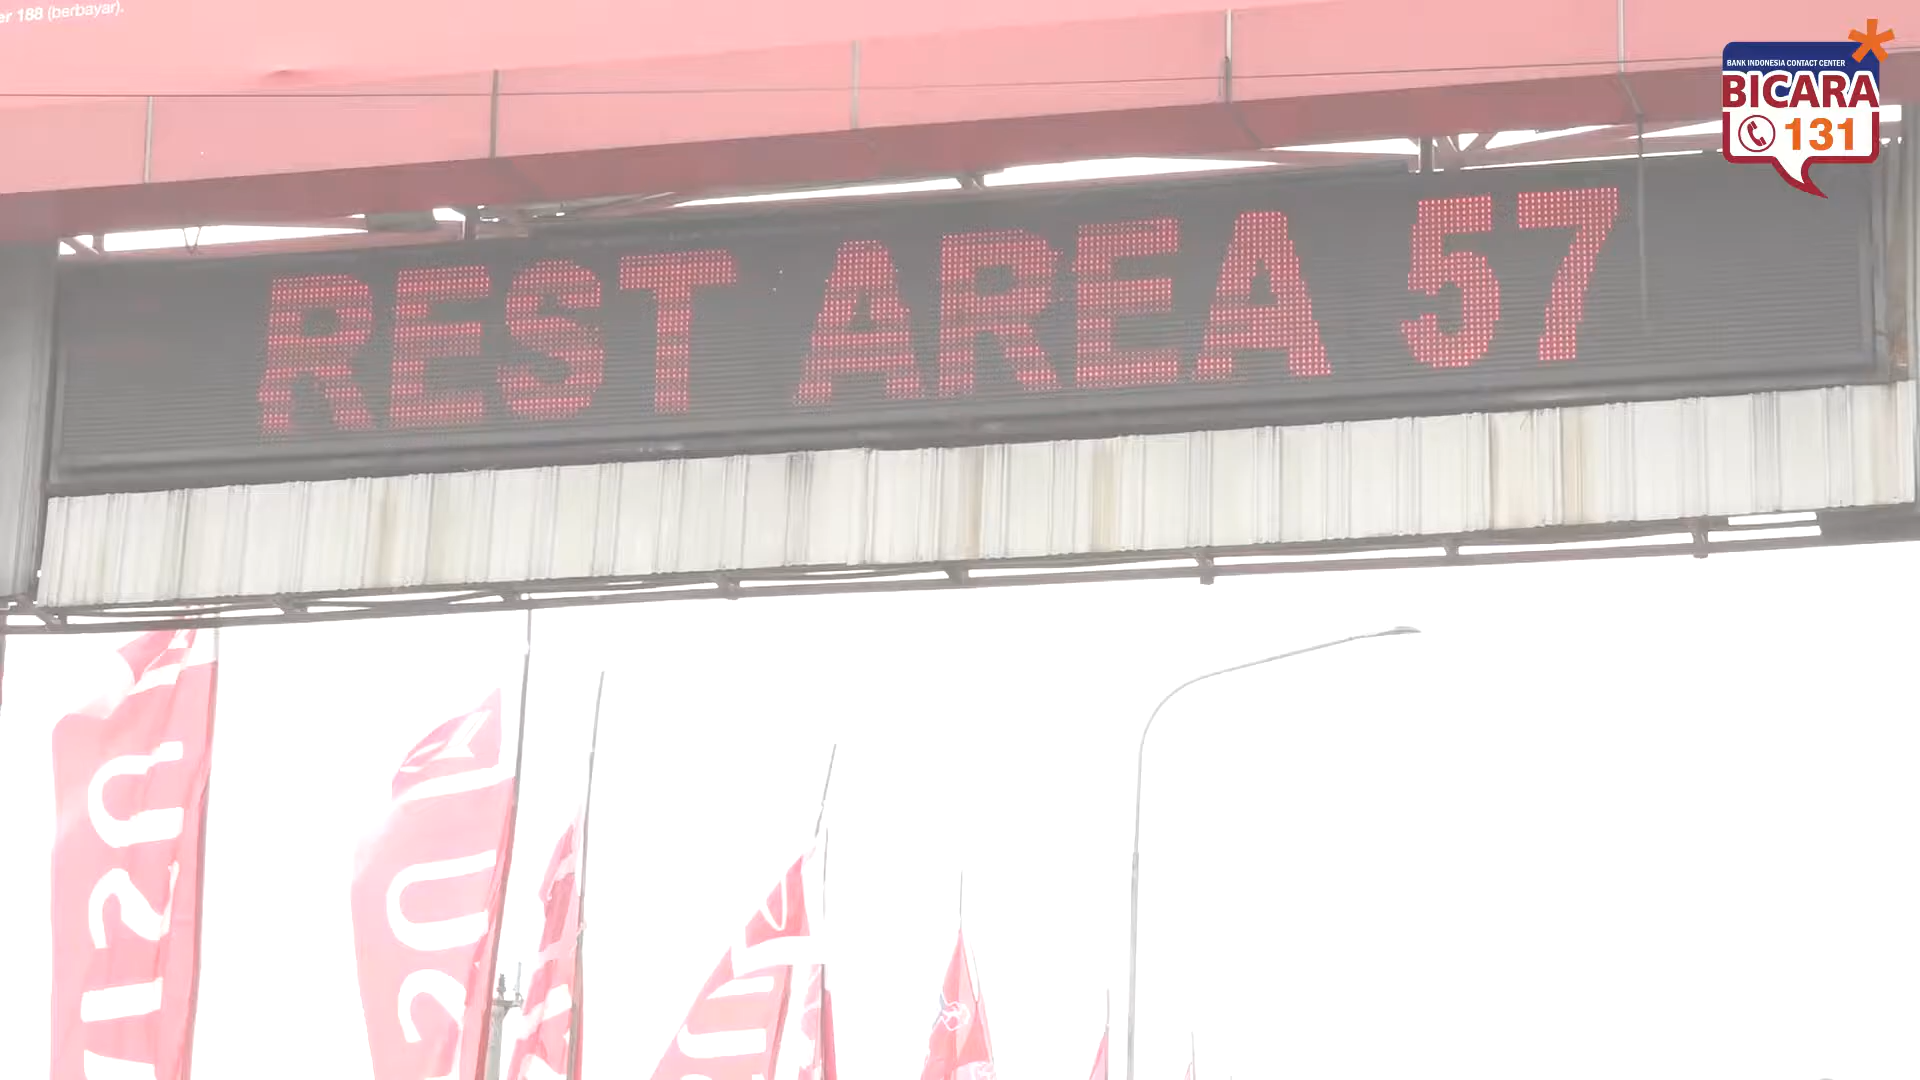 er 188 (berbayar).
BANK INDONESIA CONTACT CENTER
BICARA
131
REST AREA 57